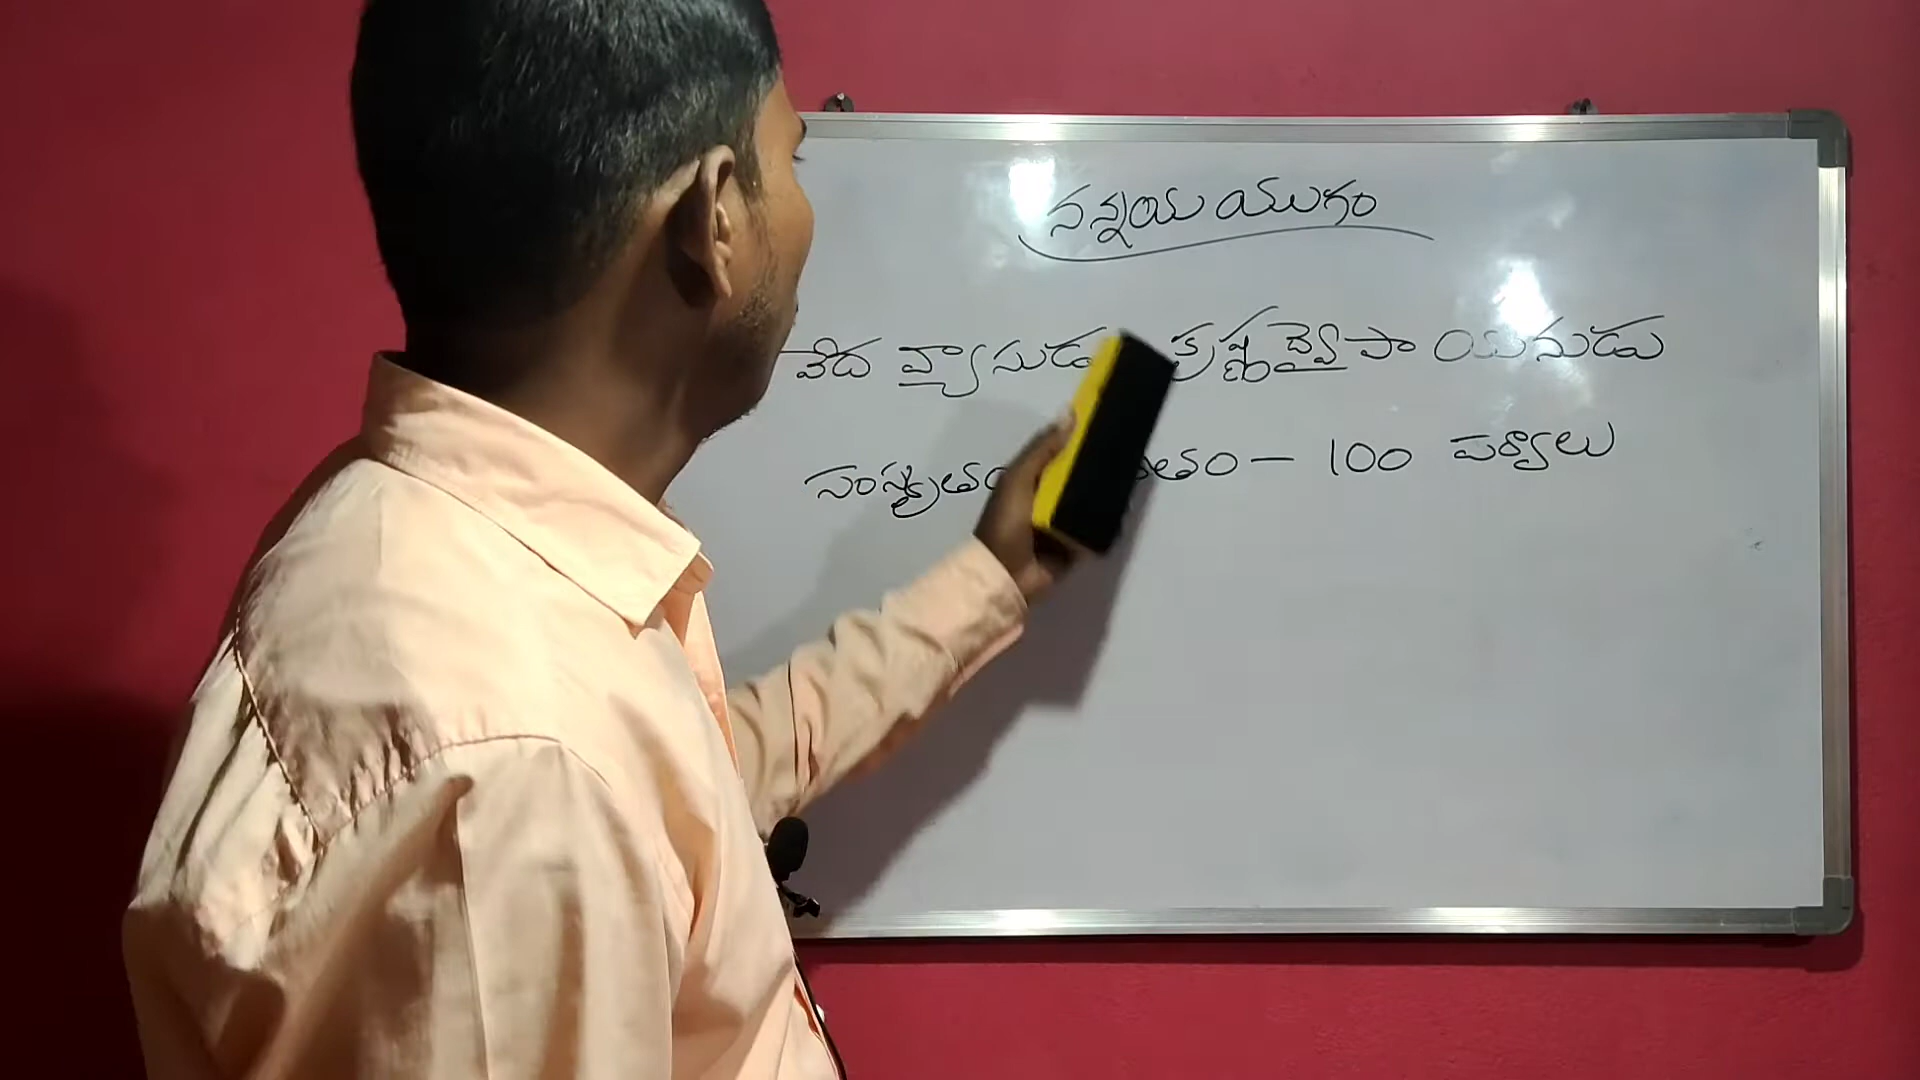 నన్నయ యుగం
వేద వ్యాసుడు కృష్ణద్వైపాయనుడు
సంస్కృతం - 100 పర్వాలు